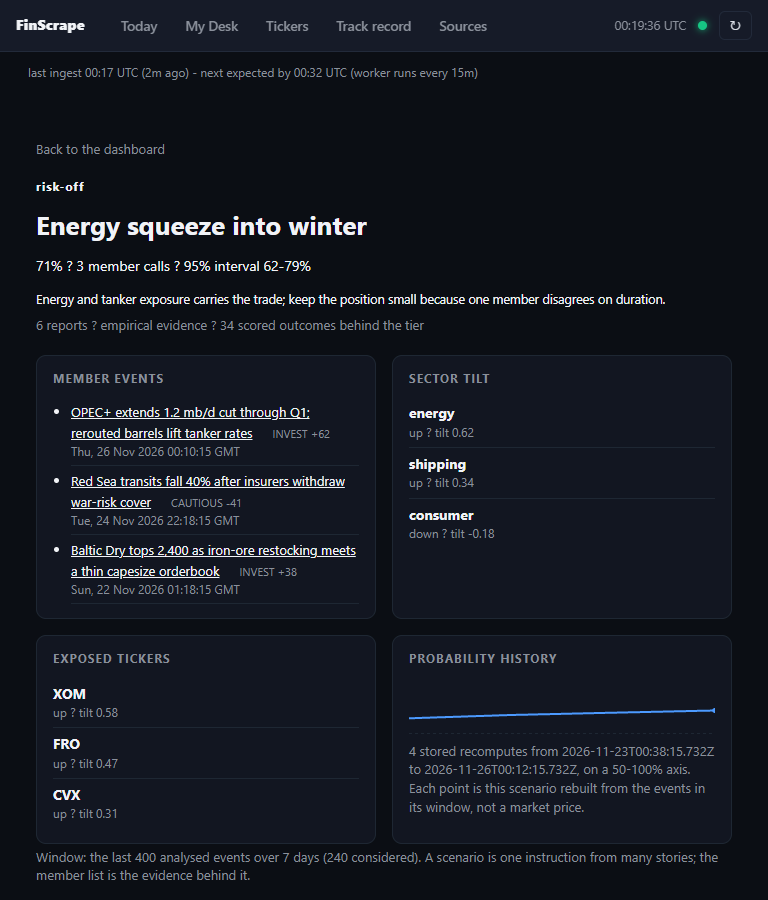 FinScrape Today My Desk Tickers Track record Sources 00:19:36 UTC ↻
last ingest 00:17 UTC (2m ago) - next expected by 00:32 UTC (worker runs every 15m)
Back to the dashboard
risk-off
Energy squeeze into winter
71% ? 3 member calls ? 95% interval 62-79%
Energy and tanker exposure carries the trade; keep the position small because one member disagrees on duration.
6 reports ? empirical evidence ? 34 scored outcomes behind the tier
MEMBER EVENTS
• OPEC+ extends 1.2 mb/d cut through Q1;
rerouted barrels lift tanker rates INVEST +62
Thu, 26 Nov 2026 00:10:15 GMT
• Red Sea transits fall 40% after insurers withdraw
war-risk cover CAUTIOUS -41
Tue, 24 Nov 2026 22:18:15 GMT
• Baltic Dry tops 2,400 as iron-ore restocking meets
a thin capesize orderbook INVEST +38
Sun, 22 Nov 2026 01:18:15 GMT
SECTOR TILT
energy
up ? tilt 0.62
shipping
up ? tilt 0.34
consumer
down ? tilt -0.18
EXPOSED TICKERS
XOM
up ? tilt 0.58
FRO
up ? tilt 0.47
CVX
up ? tilt 0.31
PROBABILITY HISTORY
4 stored recomputes from 2026-11-23T00:38:15.732Z
to 2026-11-26T00:12:15.732Z, on a 50-100% axis.
Each point is this scenario rebuilt from the events in
its window, not a market price.
Window: the last 400 analysed events over 7 days (240 considered). A scenario is one instruction from many stories; the
member list is the evidence behind it.